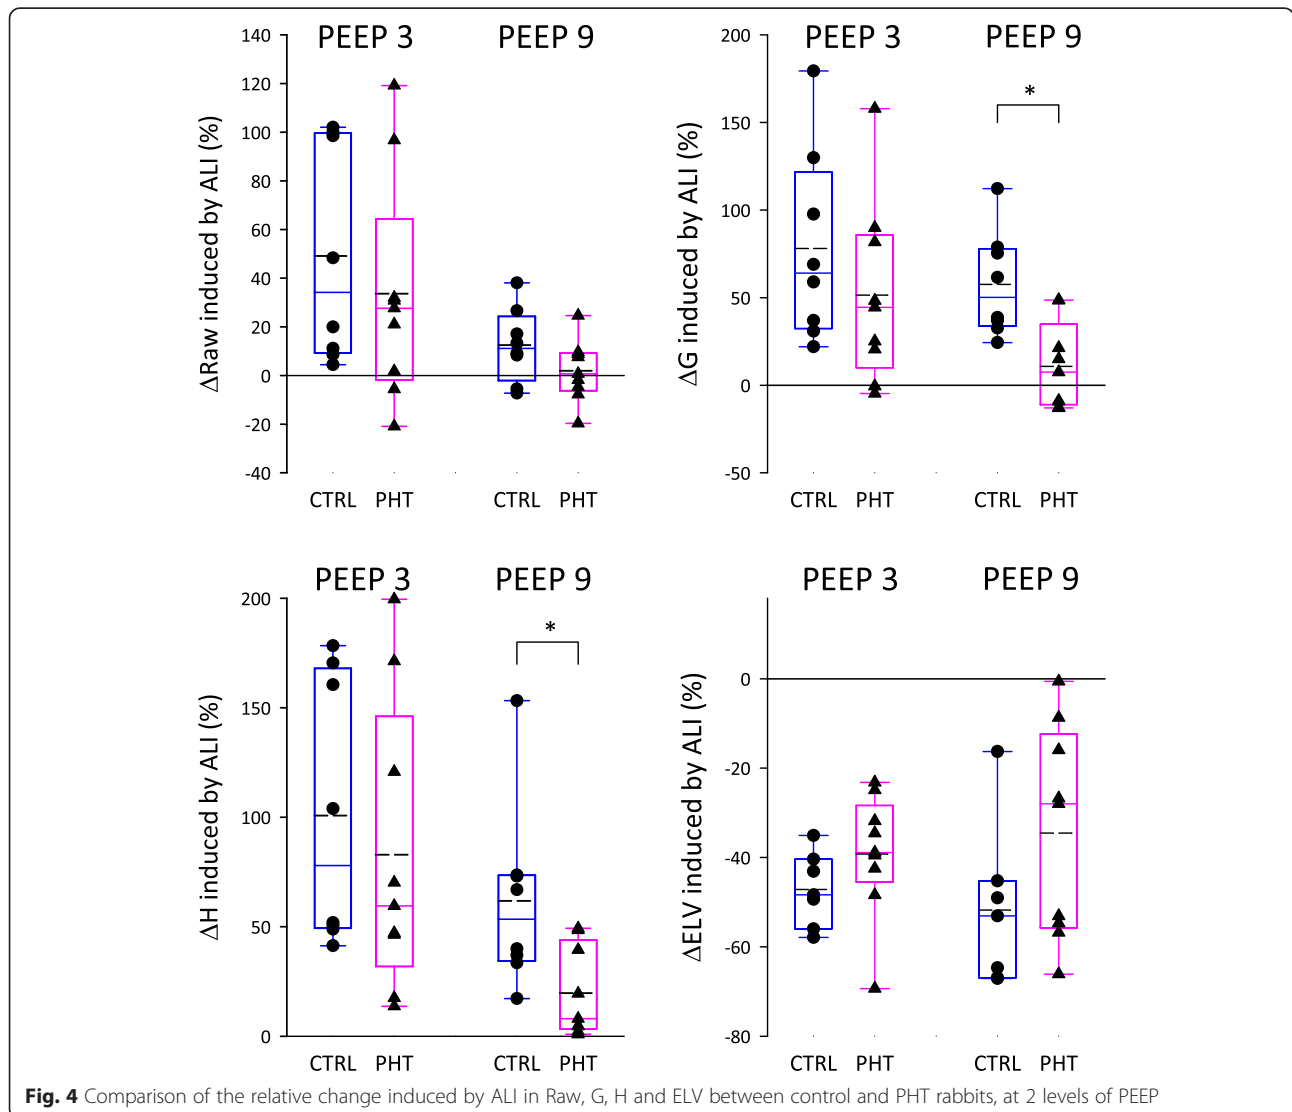 PEEP 3 PEEP 9
ΔRaw induced by ALI (%)
140
120
100
80
60
40
20
0
-20
-40
CTRL PHT CTRL PHT
PEEP 3 PEEP 9
ΔG induced by ALI (%)
200
150
100
50
0
-50
*
CTRL PHT CTRL PHT
PEEP 3 PEEP 9
ΔH induced by ALI (%)
200
150
100
50
0
*
CTRL PHT CTRL PHT
PEEP 3 PEEP 9
ΔELV induced by ALI (%)
0
-20
-40
-60
-80
CTRL PHT CTRL PHT
Fig. 4 Comparison of the relative change induced by ALI in Raw, G, H and ELV between control and PHT rabbits, at 2 levels of PEEP